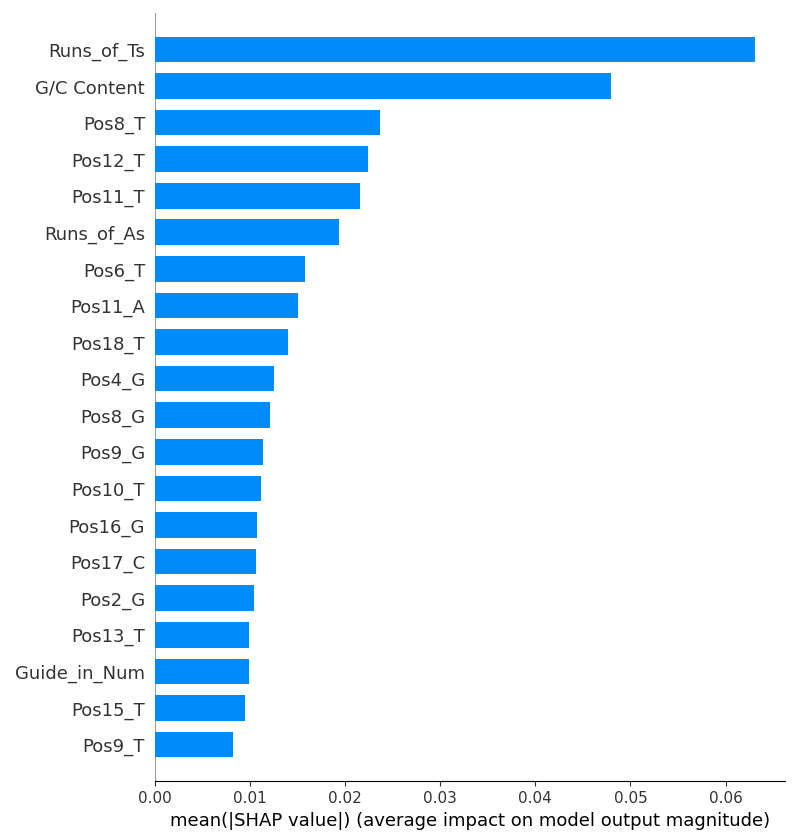 Runs_of_Ts
G/C Content
Pos8_T
Pos12_T
Pos11_T
Runs_of_As
Pos6_T
Pos11_A
Pos18_T
Pos4_G
Pos8_G
Pos9_G
Pos10_T
Pos16_G
Pos17_C
Pos2_G
Pos13_T
Guide_in_Num
Pos15_T
Pos9_T
0.00 0.01 0.02 0.03 0.04 0.05 0.06
mean(|SHAP value|) (average impact on model output magnitude)